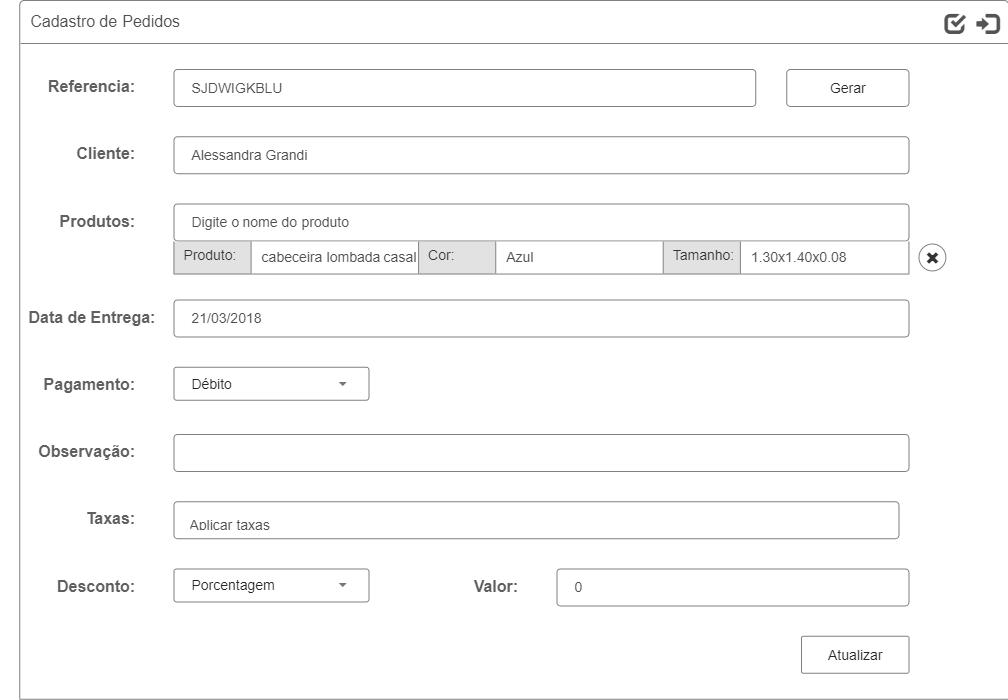 Cadastro de Pedidos
Referencia: SJDWIGKBLU Gerar
Cliente: Alessandra Grandi
Produtos: Digite o nome do produto
Produto: cabeceira lombada casal Cor: Azul Tamanho: 1.30x1.40x0.08
Data de Entrega: 21/03/2018
Pagamento: Débito
Observação:
Taxas: Aplicar taxas
Desconto: Porcentagem Valor: 0
Atualizar